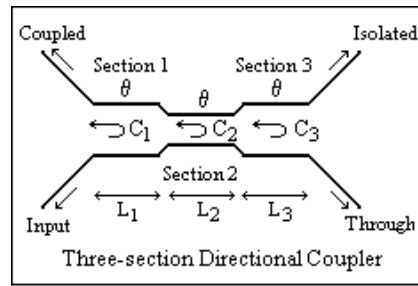 Coupled Isolated
Section 1 Section 3
θ θ θ
C1 C2 C3
Section 2
L1 L2 L3
Input Through
Three-section Directional Coupler